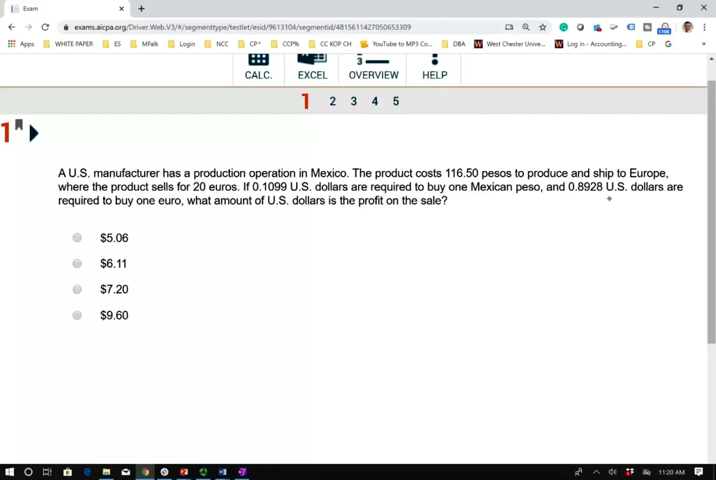 Exam
exams.aicpa.org/Driver.Web.V3/#/segmenttype/testlet/esid/9613104/segmentid/4815611427050653309
Apps WHITE PAPER ES MFalk Login NCC CP^ CCP% CC KOP CH YouTube to MP3 Co... DBA West Chester Unive... Log in - Accounting... CP
CALC. EXCEL OVERVIEW HELP
1 2 3 4 5
1
A U.S. manufacturer has a production operation in Mexico. The product costs 116.50 pesos to produce and ship to Europe,
where the product sells for 20 euros. If 0.1099 U.S. dollars are required to buy one Mexican peso, and 0.8928 U.S. dollars are
required to buy one euro, what amount of U.S. dollars is the profit on the sale?
$5.06
$6.11
$7.20
$9.60
11:20 AM